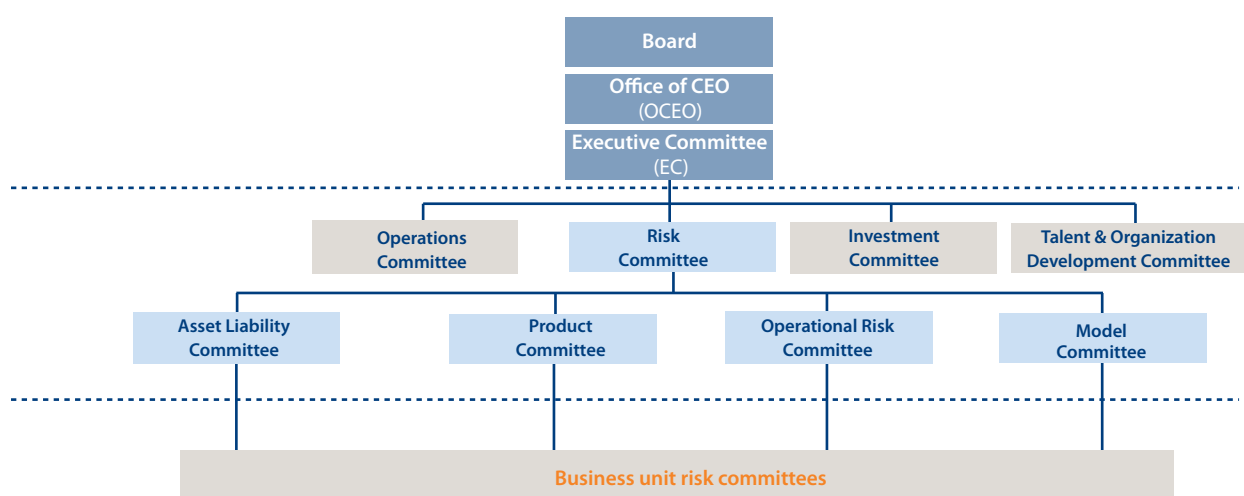 Board
Office of CEO
(OCEO)
Executive Committee
(EC)
Operations
Committee
Risk
Committee
Investment
Committee
Talent & Organization
Development Committee
Asset Liability
Committee
Product
Committee
Operational Risk
Committee
Model
Committee
Business unit risk committees